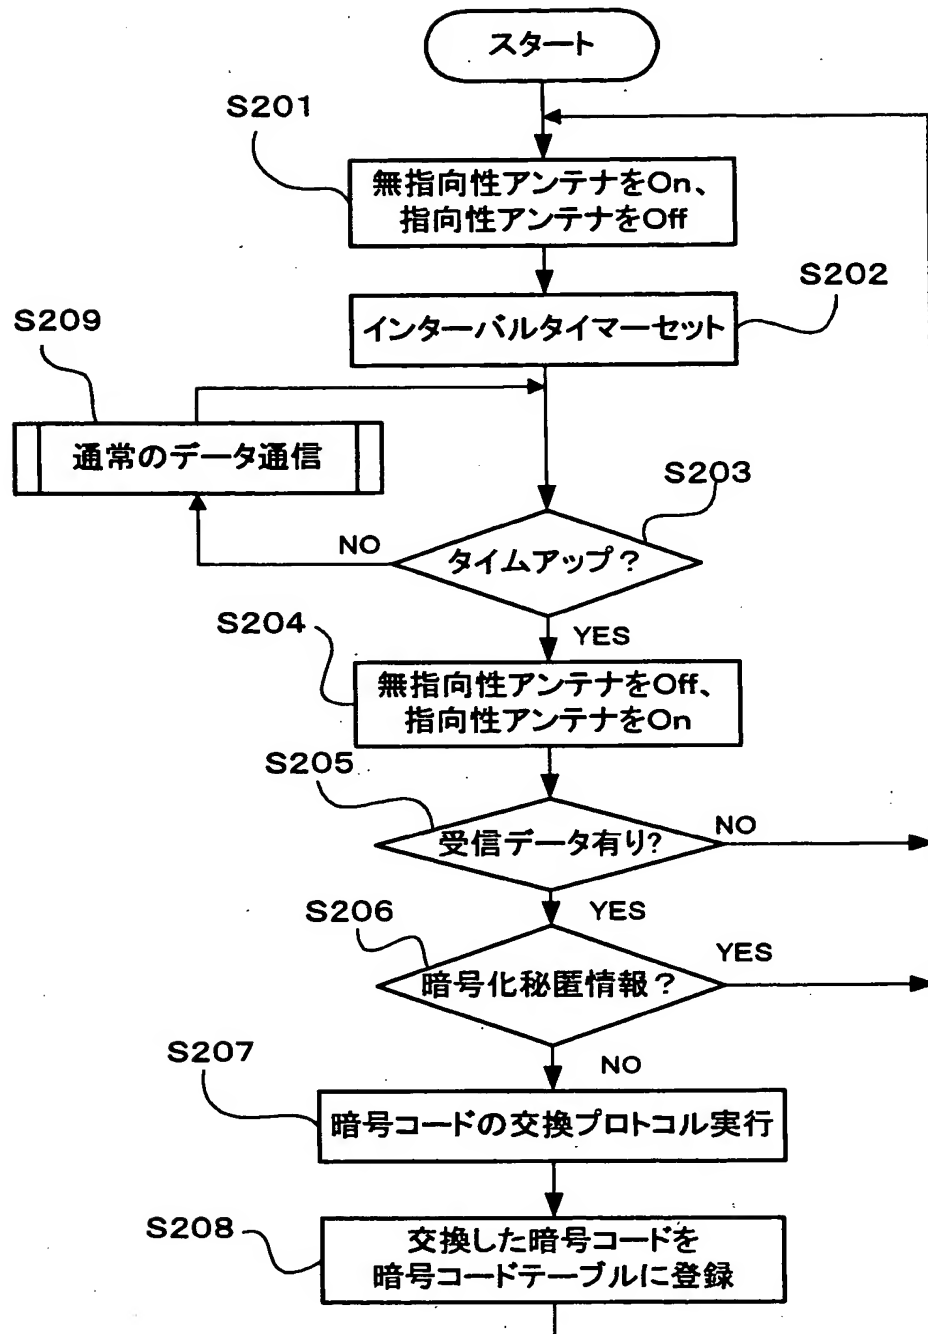 スタート
S201
無指向性アンテナをOn、
指向性アンテナをOff
S202
インターバルタイマーセット
S209
通常のデータ通信
S203
タイムアップ?
NO
YES
S204
無指向性アンテナをOff、
指向性アンテナをOn
S205
受信データ有り?
NO
YES
S206
暗号化秘匿情報?
YES
NO
S207
暗号コードの交換プロトコル実行
S208
交換した暗号コードを
暗号コードテーブルに登録